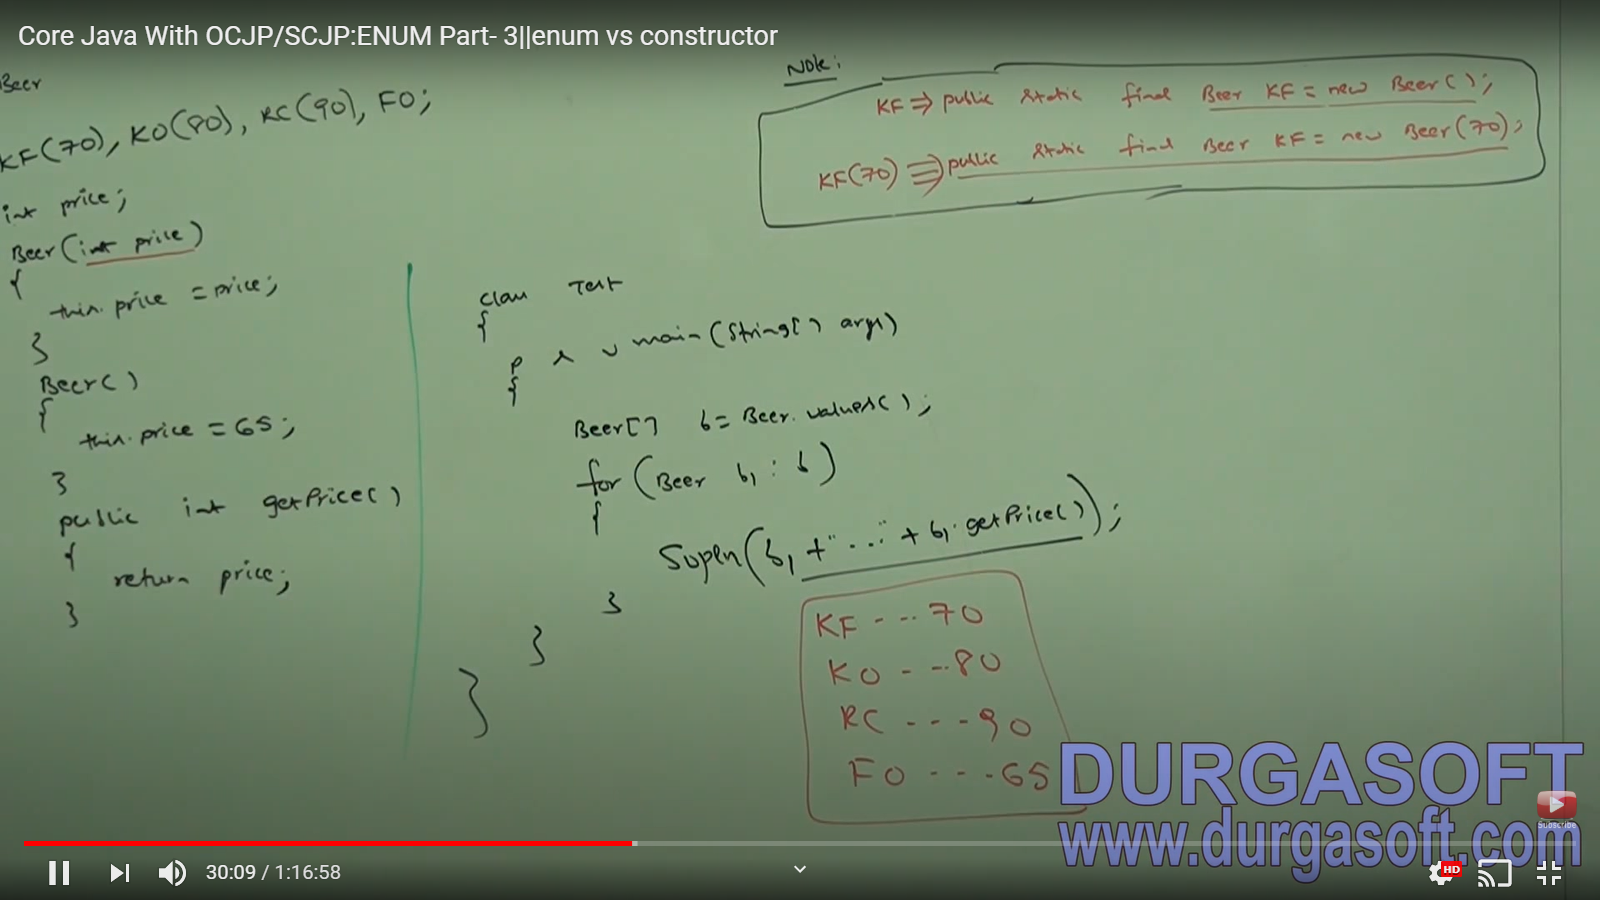 Core Java With OCJP/SCJP:ENUM Part- 3||enum vs constructor
Beer
KF(70), KO(80), RC(90), FO;
int price;
Beer(int price)
{
this.price = price;
}
Beer()
{
this.price = 65;
}
public int getPrice()
{
return price;
}
Note:
KF ⇒ public static final Beer KF = new Beer();
KF(70) ⇒ public static final Beer KF = new Beer(70);
class Test
{
p s v main(String[] args)
{
Beer[] b = Beer.values();
for (Beer b1 : b)
{
Sopln(b1 + "..." + b1.getPrice());
}
}
}
KF - - - 70
KO - - - 80
RC - - - 90
FO - - - 65
DURGASOFT
www.durgasoft.com
Subscribe
30:09 / 1:16:58
HD